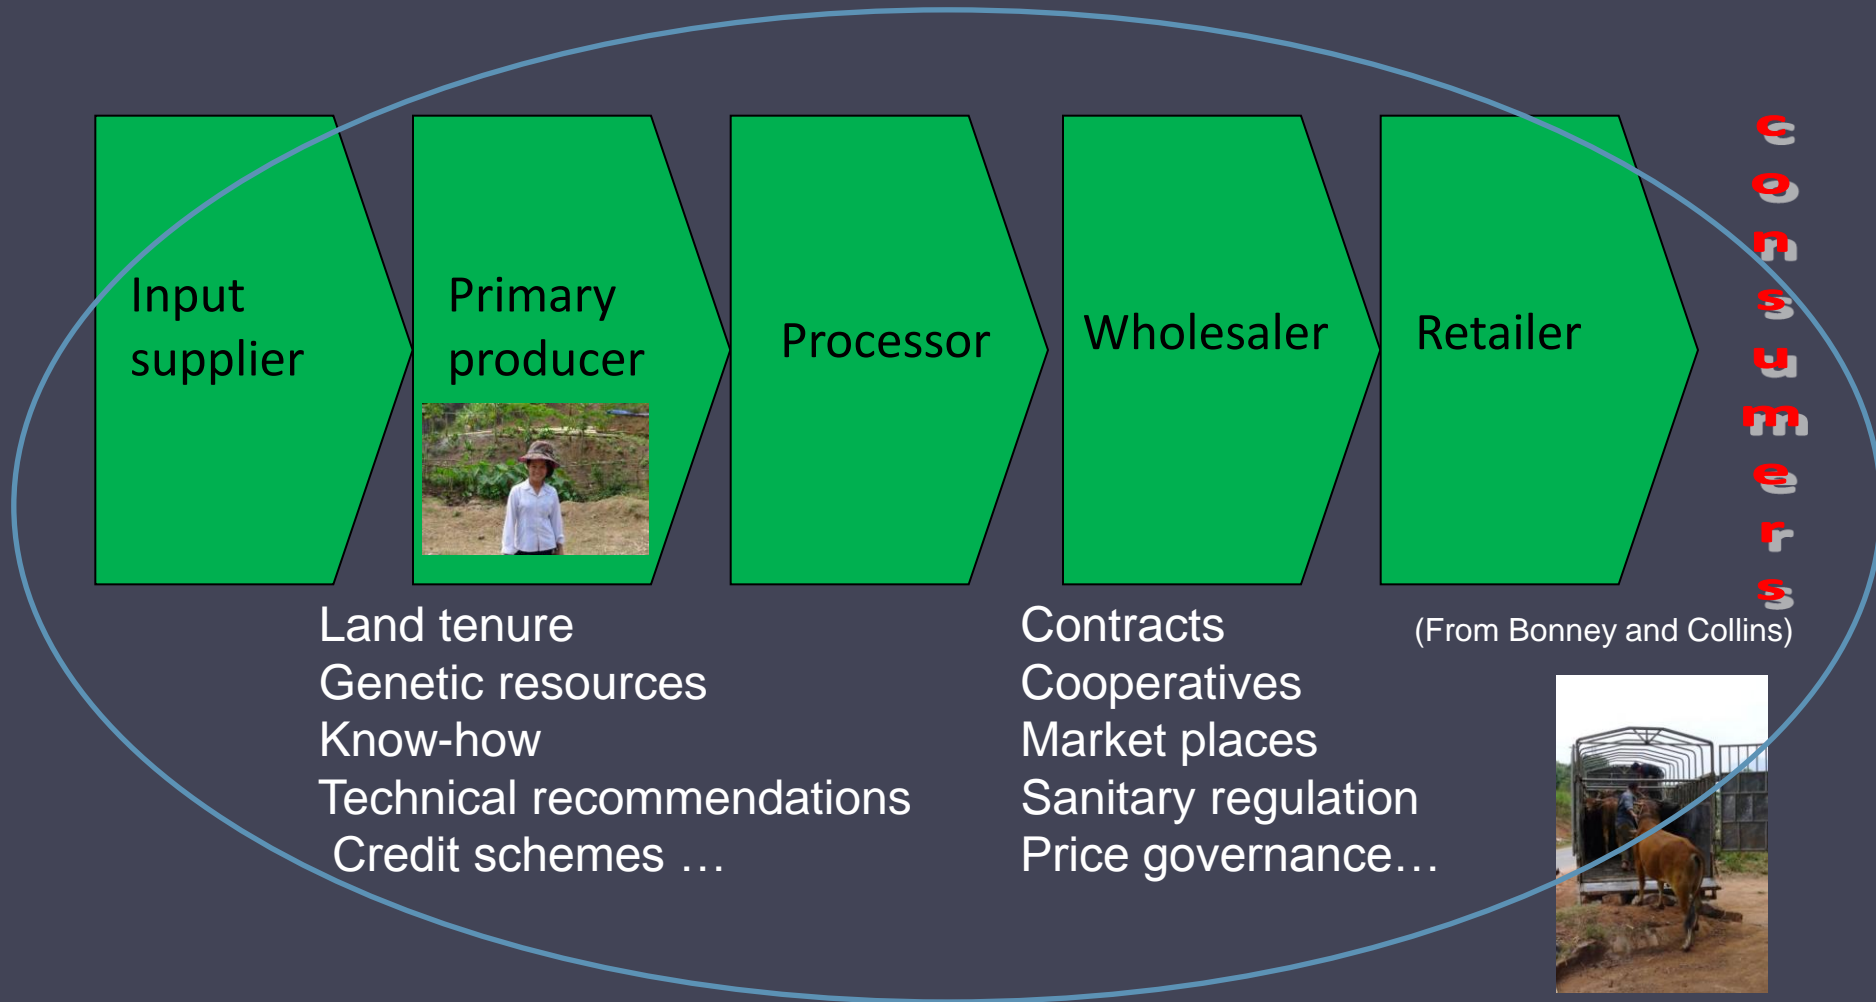 Input
supplier
Primary
producer
Processor
Wholesaler
Retailer
consumers
Land tenure
Genetic resources
Know-how
Technical recommendations
Credit schemes …
Contracts
Cooperatives
Market places
Sanitary regulation
Price governance…
(From Bonney and Collins)